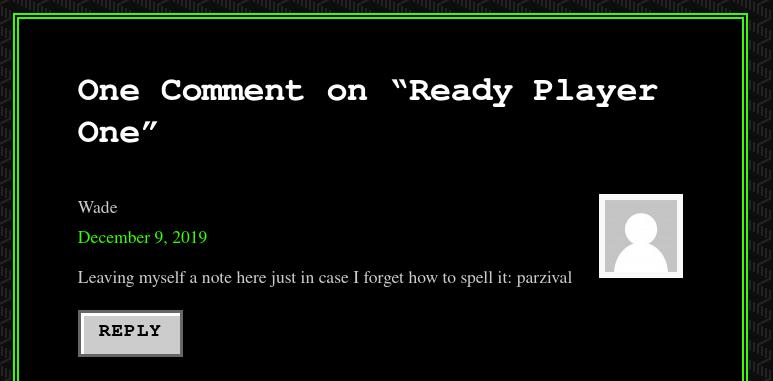 One Comment on “Ready Player
One”
Wade
December 9, 2019
Leaving myself a note here just in case I forget how to spell it: parzival
REPLY